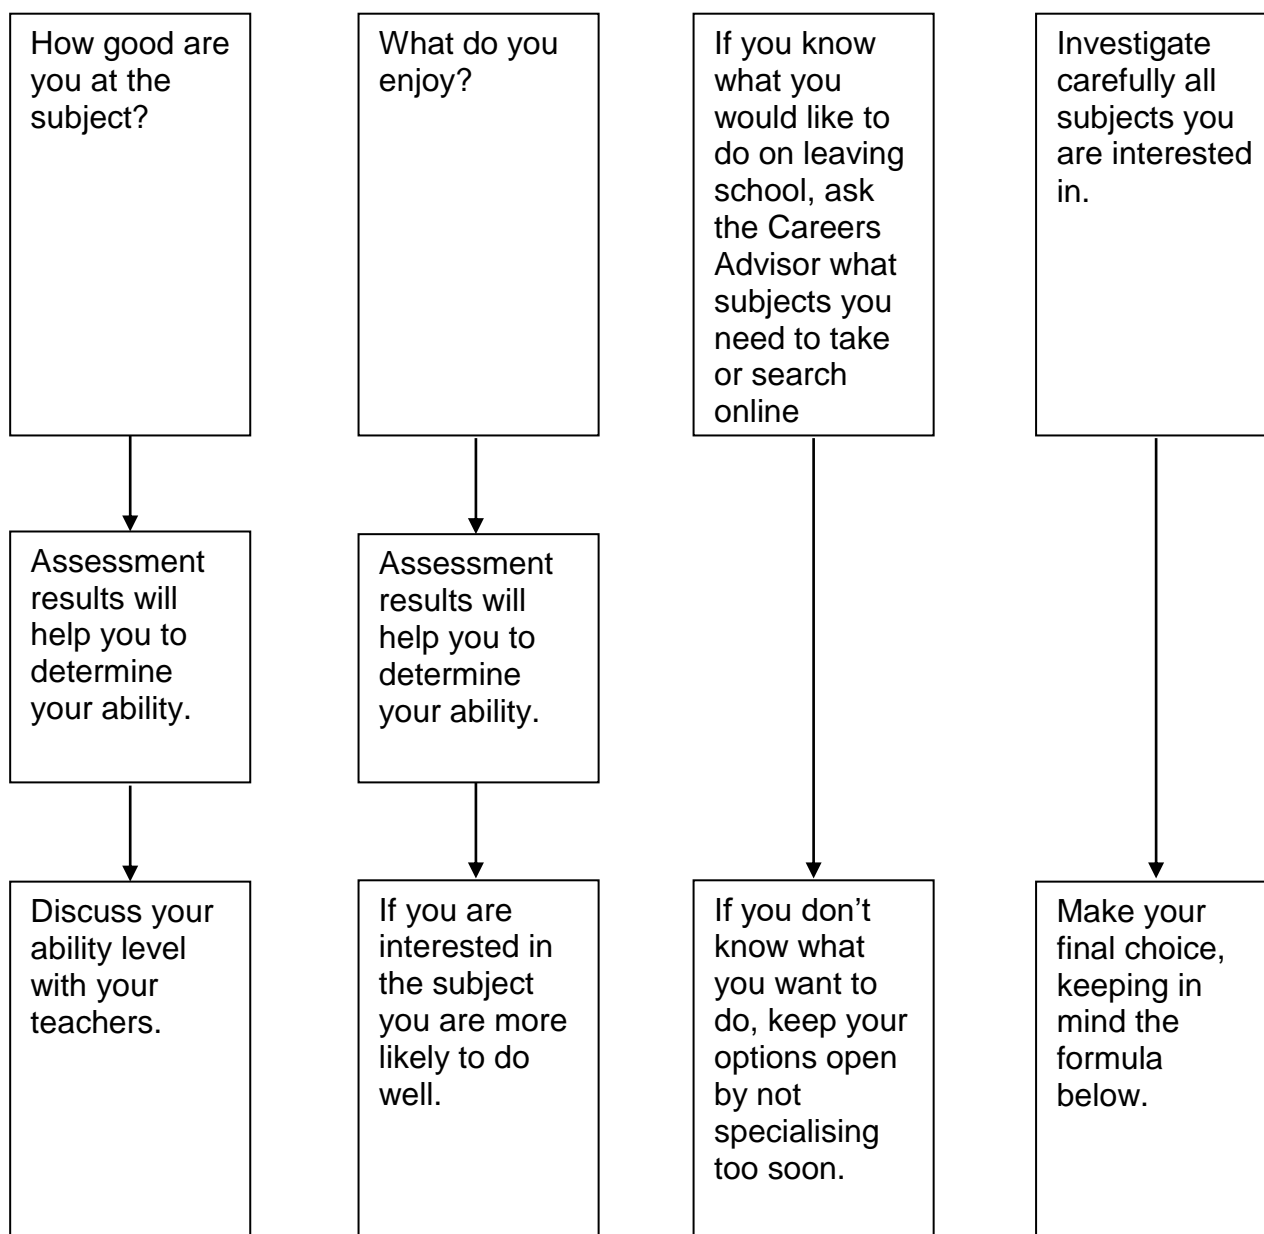 How good are
you at the
subject?
What do you
enjoy?
If you know
what you
would like to
do on leaving
school, ask
the Careers
Advisor what
subjects you
need to take
or search
online
Investigate
carefully all
subjects you
are interested
in.
Assessment
results will
help you to
determine
your ability.
Assessment
results will
help you to
determine
your ability.
Discuss your
ability level
with your
teachers.
If you are
interested in
the subject
you are more
likely to do
well.
If you don’t
know what
you want to
do, keep your
options open
by not
specialising
too soon.
Make your
final choice,
keeping in
mind the
formula
below.